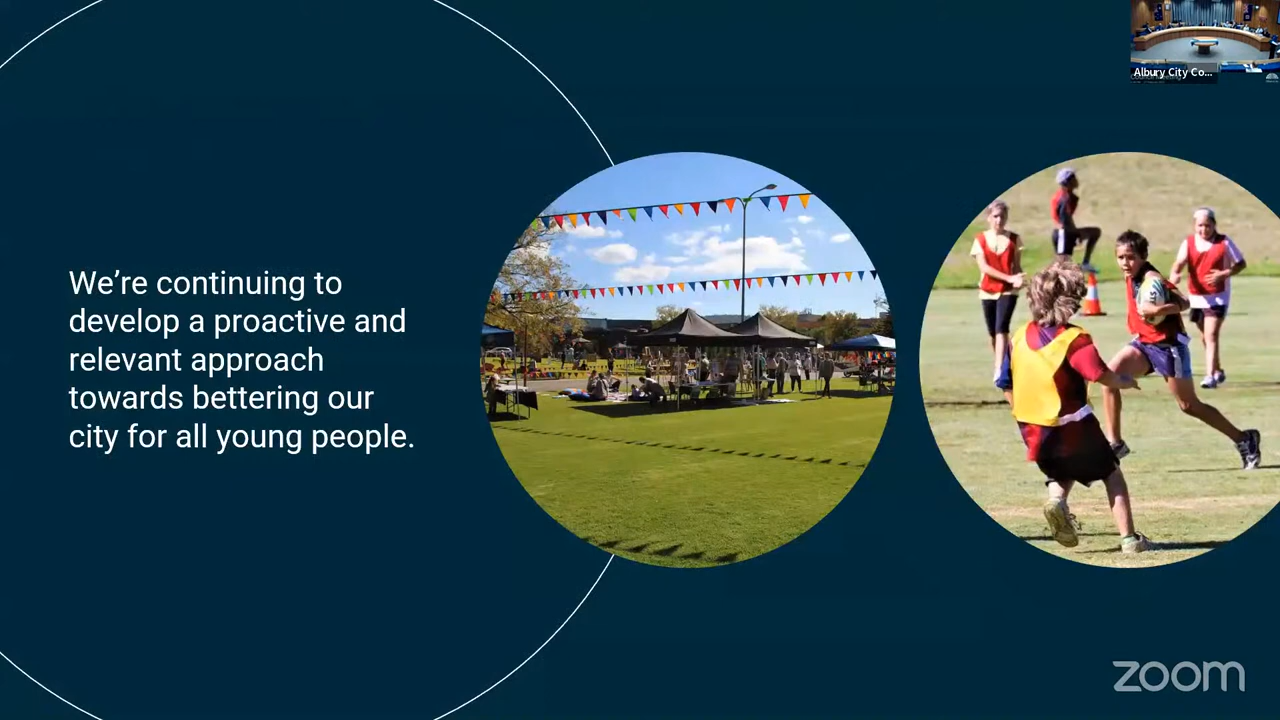 Albury City Co...
We're continuing to
develop a proactive and
relevant approach
towards bettering our
city for all young people.
zoom